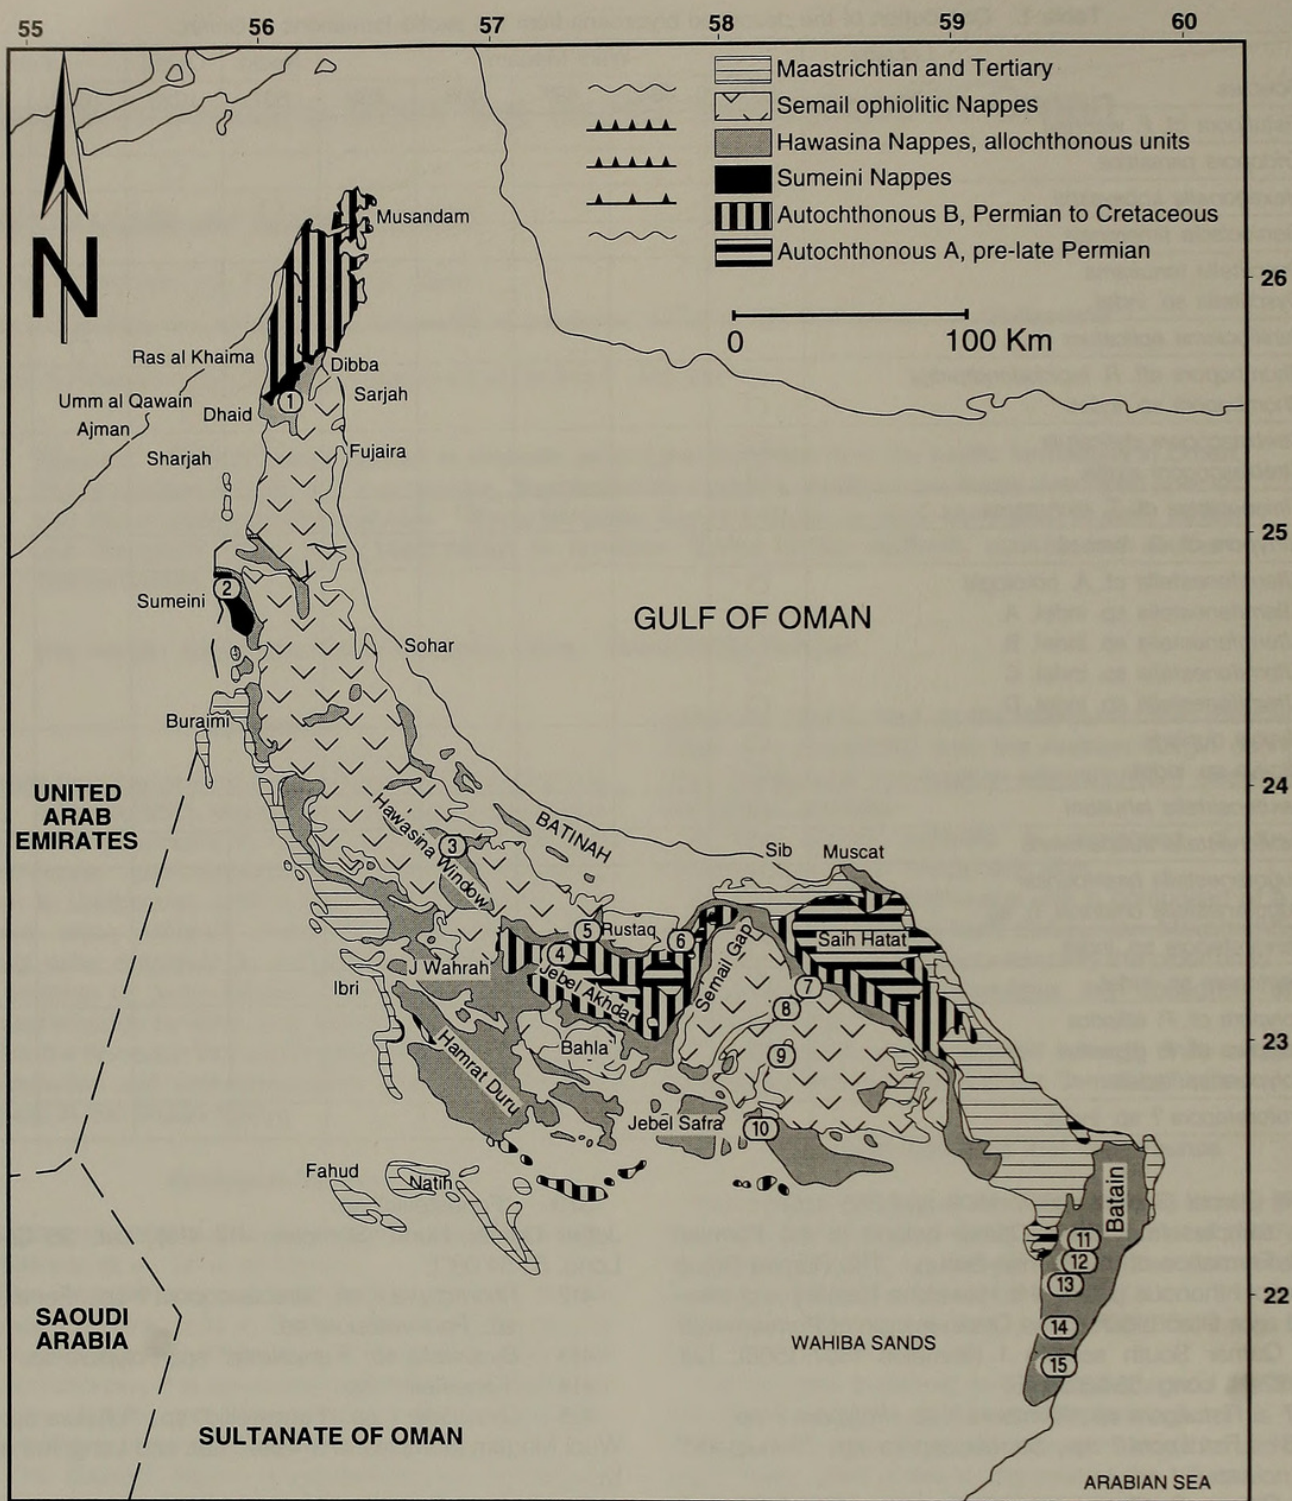 55
56
57
58
59
60
Maastrichtian and Tertiary
Semail ophiolitic Nappes
Hawasina Nappes, allochthonous units
Sumeini Nappes
Autochthonous B, Permian to Cretaceous
Autochthonous A, pre-late Permian
N
Musandam
26
0
100 Km
Ras al Khaima
Dibba
Sarjah
Umm al Qawain
1
Dhaid
Ajman
Fujaira
Sharjah
25
2
Sumeini
GULF OF OMAN
Sohar
Buraimi
24
UNITED
ARAB
EMIRATES
Hawasina Window
3
BATINAH
Sib
Muscat
5
Rustaq
6
Saih Hatat
4
J Wahrah
Jebel Akhdar
Semail Gap
Ibri
7
8
Hamrat Duru
Bahla
9
23
Jebel Safra
10
Fahud
Natih
Batain
11
12
13
22
14
15
SAOUDI
ARABIA
WAHIBA SANDS
SULTANATE OF OMAN
ARABIAN SEA